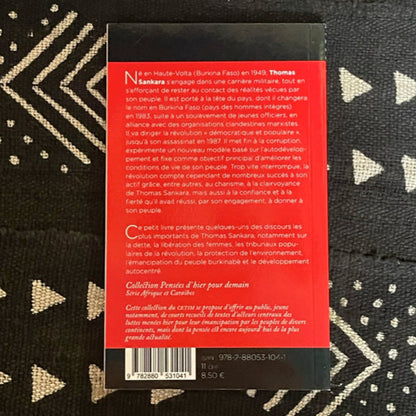 Né en Haute-Volta (Burkina Faso) en 1949, Thomas
Sankara s'engage dans une carrière militaire, tout en
s'efforçant de rester au contact des réalités vécues par
son peuple. Il est porté à la tête du pays, dont il changera
le nom en Burkina Faso (pays des hommes intègres)
en 1983, suite à un soulèvement de jeunes officiers, en
alliance avec des organisations clandestines marxistes.
Il va diriger la révolution « démocratique et populaire »,
jusqu'à son assassinat en 1987. Il met fin à la corruption,
expérimente un nouveau modèle basé sur l'autodévelop-
pement et fixe comme objectif principal d'améliorer les
conditions de vie de son peuple. Trop vite interrompue, la
révolution compte cependant de nombreux succès à son
actif grâce, entre autres, au charisme, à la clairvoyance
de Thomas Sankara, mais aussi à la confiance et à la
fierté qu'il avait réussi, par son engagement, à donner à
son peuple.
Ce petit livre présente quelques-uns des discours les
plus importants de Thomas Sankara, notamment sur
la dette, la libération des femmes, les tribunaux popu-
laires de la révolution, la protection de l'environnement,
l'émancipation du peuple burkinabè et le développement
autocentré.
Collection Pensées d'hier pour demain
Série Afrique et Caraïbes
Cette collection du CETIM se propose d'offrir au public, jeune
notamment, de courts recueils de textes d'acteurs centraux des
luttes menées hier pour leur émancipation par les peuples de divers
continents, mais dont la pensée est encore aujourd'hui de la plus
grande actualité.
ISBN : 978-2-88053-104-1
11 CHF
8,50 €
9 782880 531041